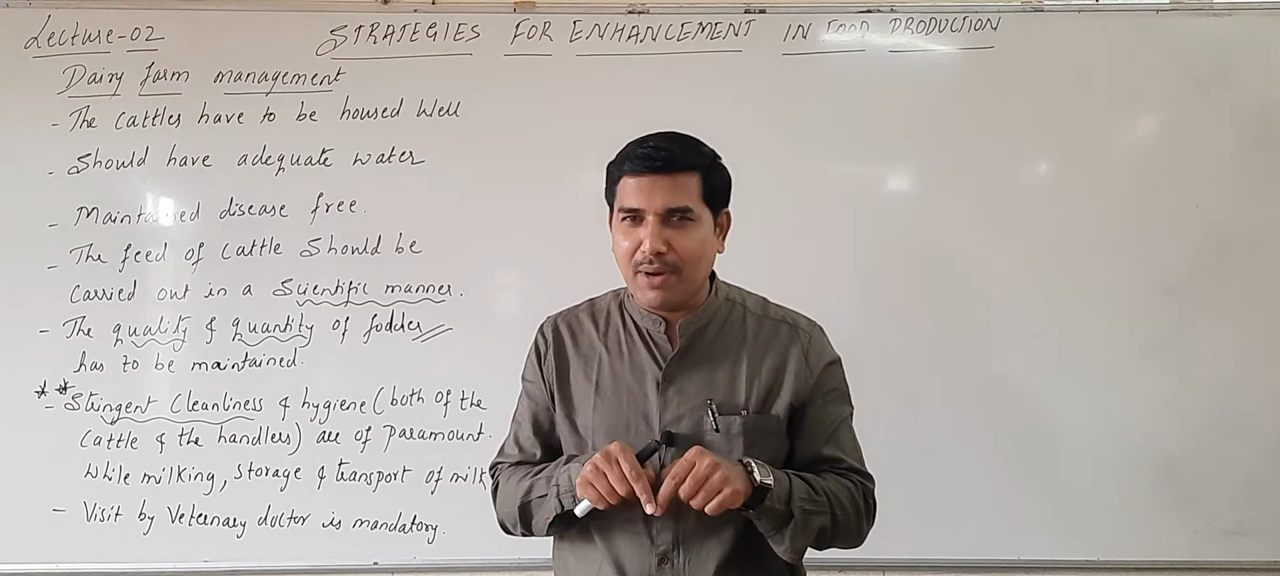 Lecture-02
STRATEGIES FOR ENHANCEMENT IN FOOD PRODUCTION
Dairy farm management
- The Cattles have to be housed well
- Should have adequate water
- Maintained disease free.
- The feed of Cattle Should be
Carried out in a Scientific manner.
- The quality & quantity of fodder
has to be maintained.
** - Stringent Cleanliness & hygiene (both of the
Cattle & the handlers) are of Paramount.
While milking, Storage & transport of milk
- Visit by Veternary doctor is mandatory.